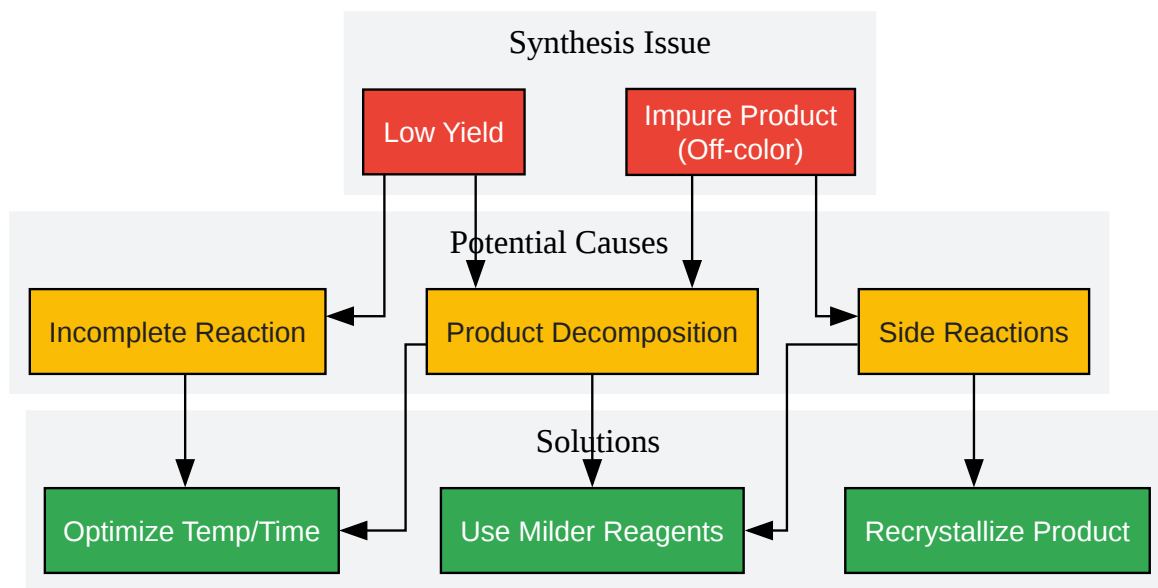 Synthesis Issue
Low Yield
Impure Product
(Off-color)
Potential Causes
Incomplete Reaction
Product Decomposition
Side Reactions
Solutions
Optimize Temp/Time
Use Milder Reagents
Recrystallize Product